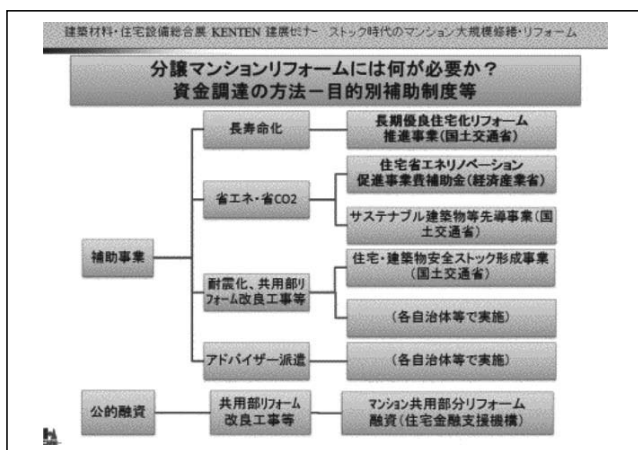 建築材料・住宅設備総合展 KENTEN 建展セミナー ストック時代のマンション大規模修繕・リフォーム
分譲マンションリフォームには何が必要か？
資金調達の方法－目的別補助制度等
補助事業
長寿命化
長期優良住宅化リフォーム
推進事業(国土交通省)
省エネ・省CO2
住宅省エネリノベーション
促進事業費補助金(経済産業省)
サステナブル建築物等先導事業(国
土交通省)
耐震化、共用部リ
フォーム改良工事等
住宅・建築物安全ストック形成事業
(国土交通省)
(各自治体等で実施)
アドバイザー派遣
(各自治体等で実施)
公的融資
共用部リフォーム
改良工事等
マンション共用部分リフォーム
融資(住宅金融支援機構)